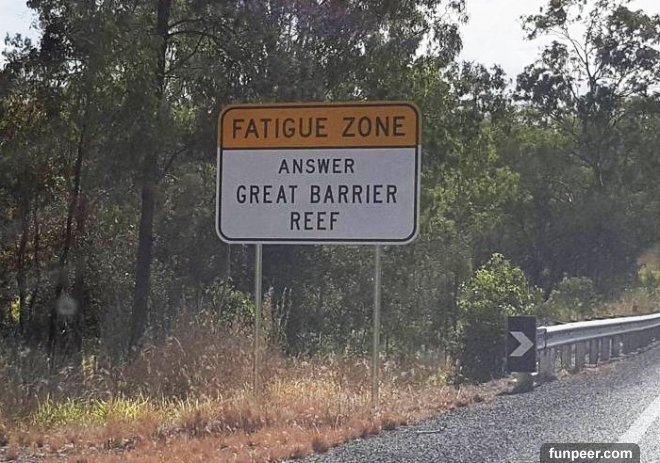 FATIGUE ZONE
ANSWER
GREAT BARRIER
REEF
funpeer.com